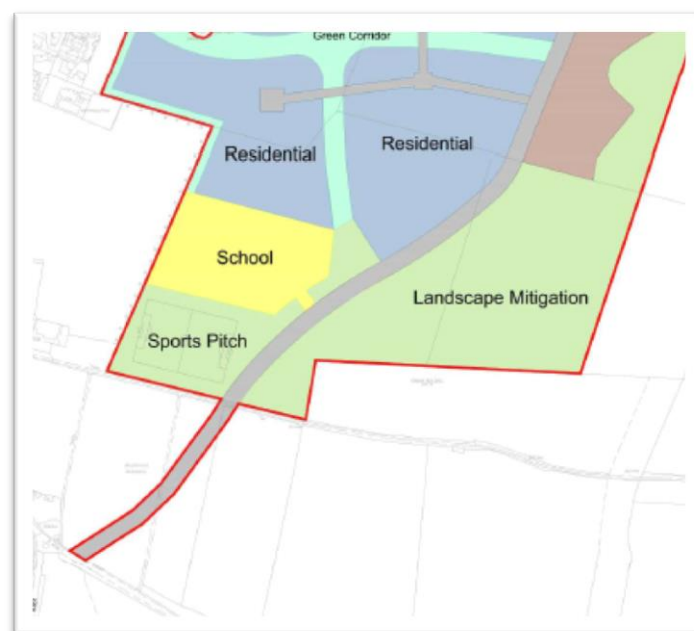 Green Corridor
Residential
Residential
School
Landscape Mitigation
Sports Pitch